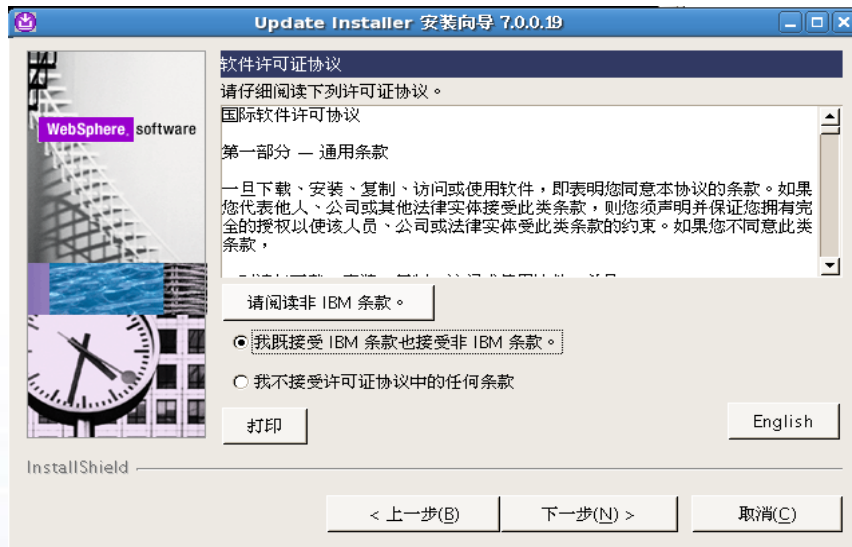 Update Installer 安装向导 7.0.0.19
WebSphere. software
软件许可证协议
请仔细阅读下列许可证协议。
国际软件许可协议
第一部分 — 通用条款
一旦下载、安装、复制、访问或使用软件，即表明您同意本协议的条款。如果
您代表他人、公司或其他法律实体接受此类条款，则您须声明并保证您拥有完
全的授权以使该人员、公司或法律实体受此类条款的约束。如果您不同意此类
条款，
请阅读非 IBM 条款。
我既接受 IBM 条款也接受非 IBM 条款。
我不接受许可证协议中的任何条款
打印
English
InstallShield
< 上一步(B)
下一步(N) >
取消(C)